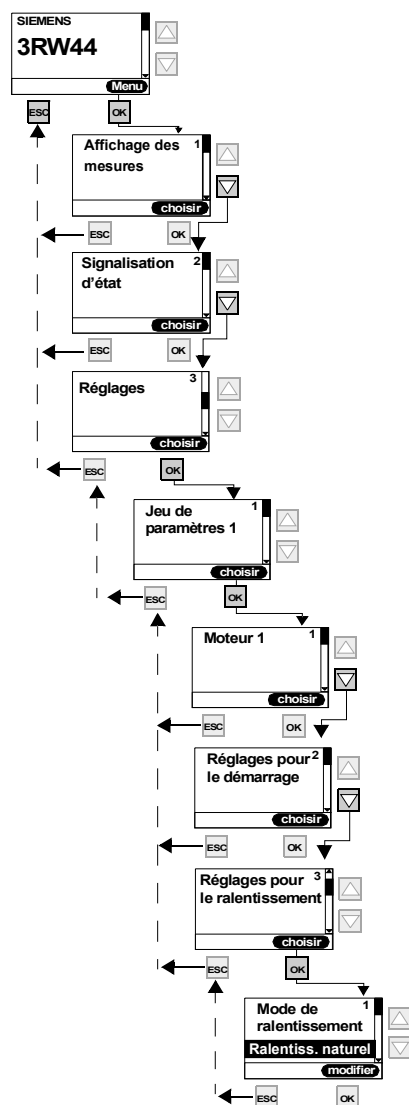 SIEMENS
3RW44
Menu
ESC
OK
Affichage des 1
mesures
choisir
ESC
OK
Signalisation 2
d'état
choisir
ESC
OK
Réglages 3
choisir
ESC
OK
Jeu de 1
paramètres 1
choisir
ESC
OK
Moteur 1 1
choisir
ESC
OK
Réglages pour 2
le démarrage
choisir
ESC
OK
Réglages pour 3
le ralentissement
choisir
ESC
OK
Mode de 1
ralentissement
Ralentiss. naturel
modifier
ESC
OK